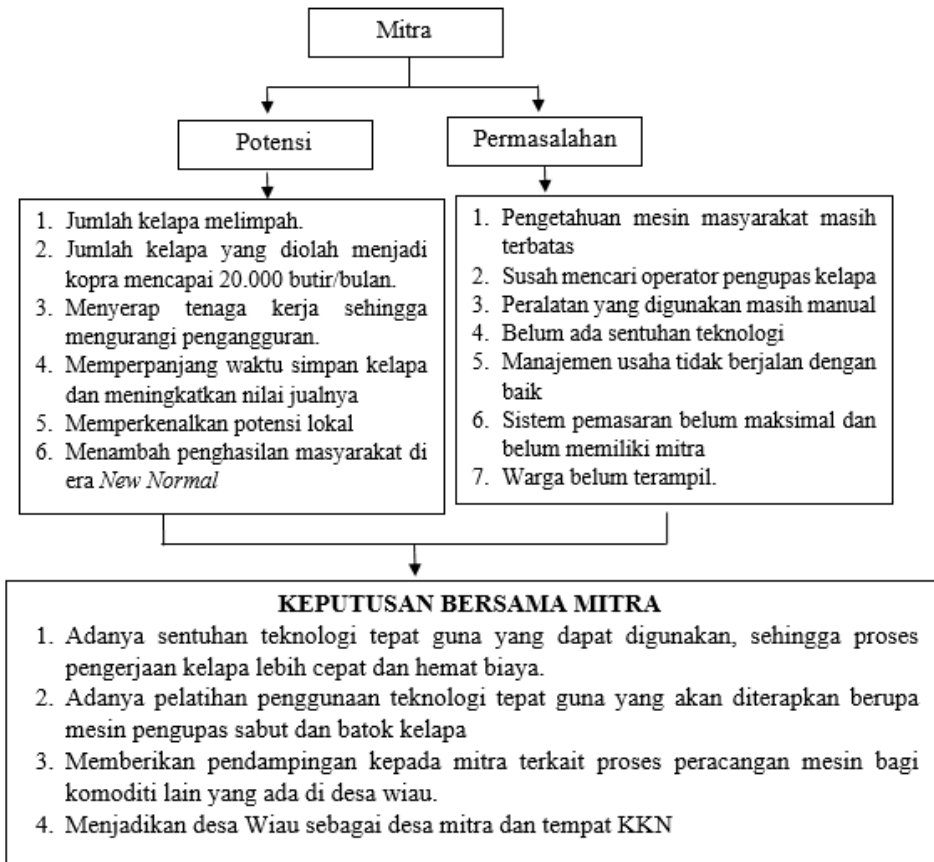 Mitra
Potensi
Permasalahan
1. Jumlah kelapa melimpah.
2. Jumlah kelapa yang diolah menjadi
kopra mencapai 20.000 butir/bulan.
3. Menyerap tenaga kerja sehingga
mengurangi pengangguran.
4. Memperpanjang waktu simpan kelapa
dan meningkatkan nilai jualnya
5. Memperkenalkan potensi lokal
6. Menambah penghasilan masyarakat di
era New Normal
1. Pengetahuan mesin masyarakat masih
terbatas
2. Susah mencari operator pengupas kelapa
3. Peralatan yang digunakan masih manual
4. Belum ada sentuhan teknologi
5. Manajemen usaha tidak berjalan dengan
baik
6. Sistem pemasaran belum maksimal dan
belum memiliki mitra
7. Warga belum terampil.
KEPUTUSAN BERSAMA MITRA
1. Adanya sentuhan teknologi tepat guna yang dapat digunakan, sehingga proses
pengerjaan kelapa lebih cepat dan hemat biaya.
2. Adanya pelatihan penggunaan teknologi tepat guna yang akan diterapkan berupa
mesin pengupas sabut dan batok kelapa
3. Memberikan pendampingan kepada mitra terkait proses peracangan mesin bagi
komoditi lain yang ada di desa wiau.
4. Menjadikan desa Wiau sebagai desa mitra dan tempat KKN